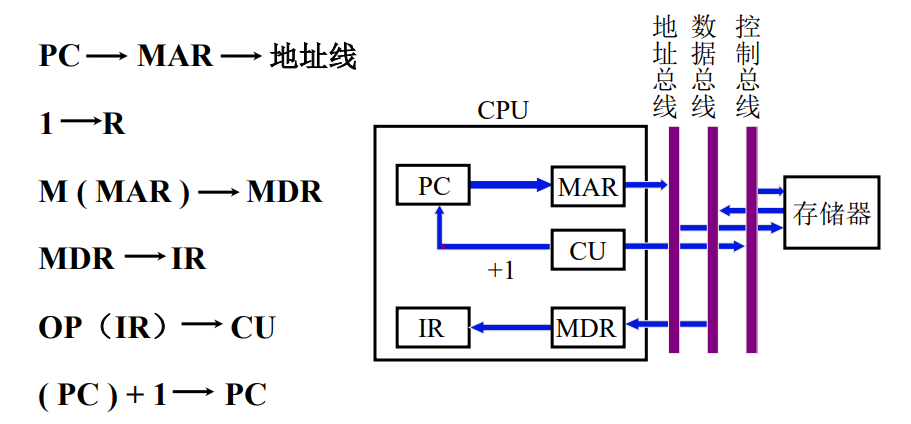 PC → MAR → 地址线
1 → R
M ( MAR ) → MDR
MDR → IR
OP（IR）→ CU
( PC ) + 1 → PC
地址总线
数据总线
控制总线
CPU
PC
MAR
存储器
CU
+1
IR
MDR